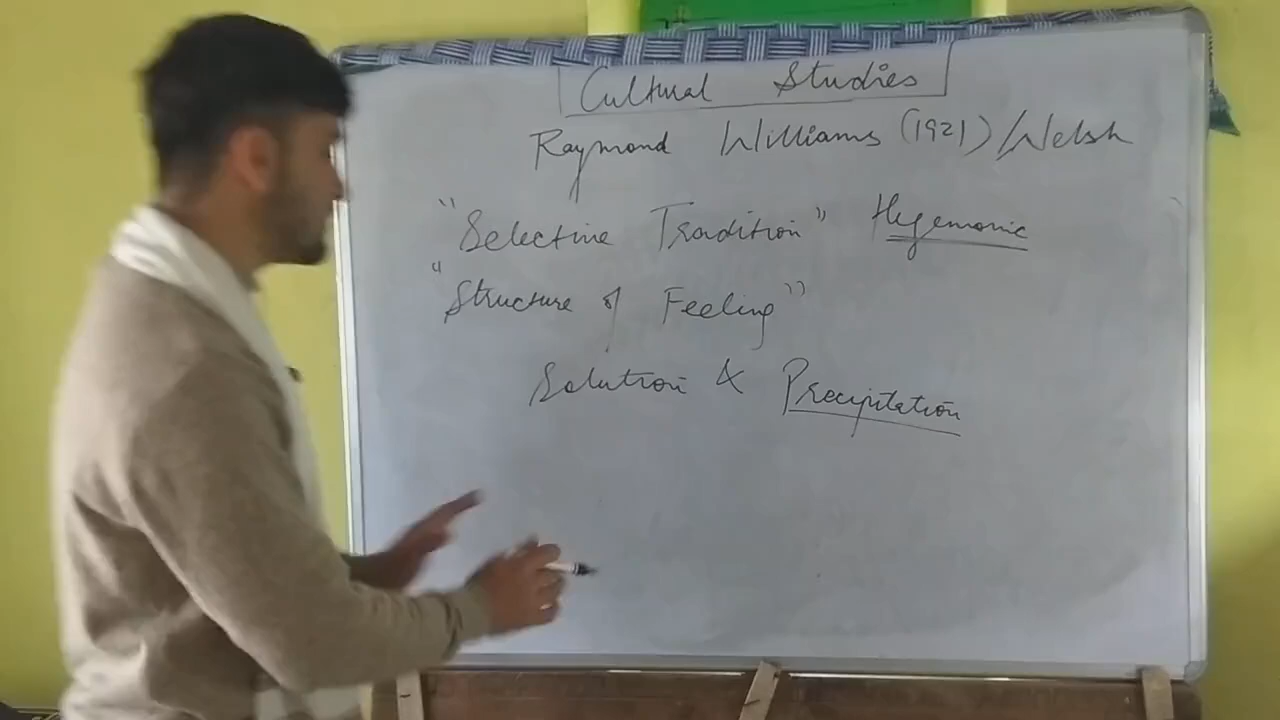 Cultural Studies
Raymond Williams (1921) / Welsh
"Selective Tradition" Hegemonic
"Structure of Feeling"
Solution & Precipitation